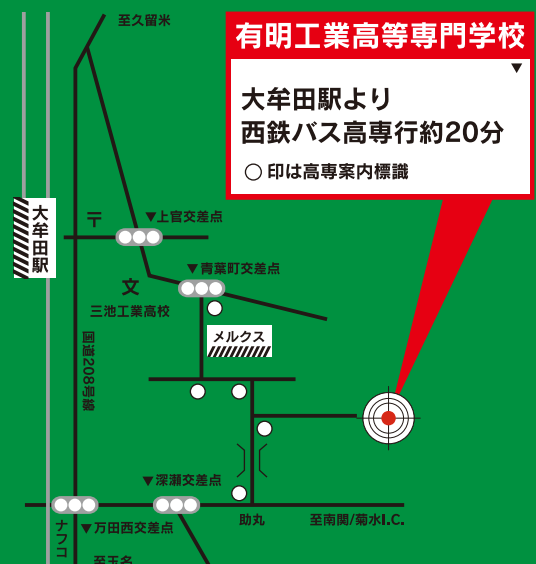 至久留米
有明工業高等専門学校
▼
大牟田駅より
西鉄バス高専行約20分
○ 印は高専案内標識
大牟田駅
〒
▼上官交差点
▼青葉町交差点
文
三池工業高校
メルクス
国道208号線
▼深瀬交差点
ナフコ
▼万田西交差点
助丸
至南関/菊水I.C.
至玉名